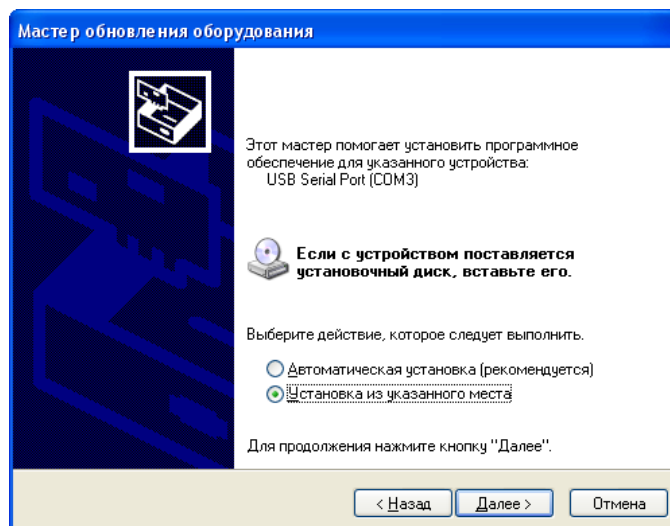 Мастер обновления оборудования
Этот мастер помогает установить программное
обеспечение для указанного устройства:
USB Serial Port (COM3)
Если с устройством поставляется
установочный диск, вставьте его.
Выберите действие, которое следует выполнить.
Автоматическая установка (рекомендуется)
Установка из указанного места
Для продолжения нажмите кнопку "Далее".
< Назад
Далее >
Отмена